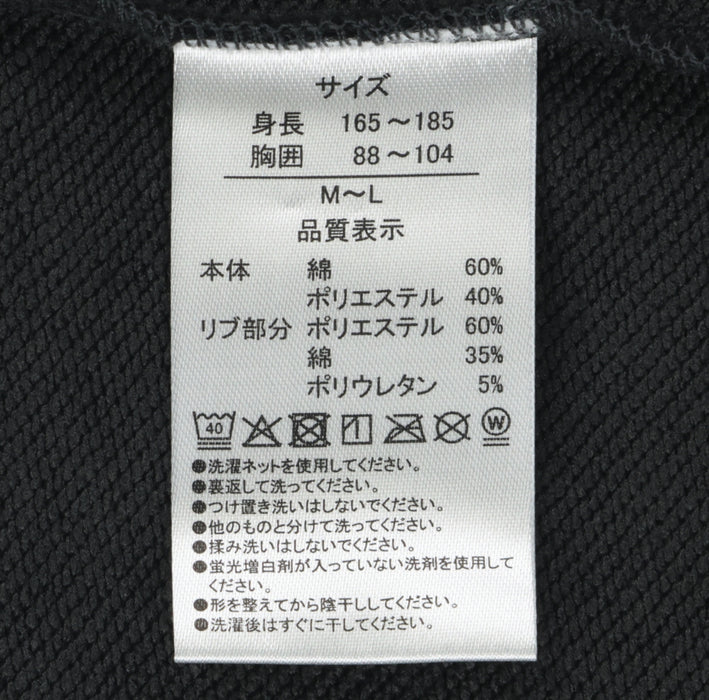 サイズ
身長 165～185
胸囲 88～104
M～L
品質表示
本体 綿 60%
ポリエステル 40%
リブ部分 ポリエステル 60%
綿 35%
ポリウレタン 5%
40 W
●洗濯ネットを使用してください。
●裏返して洗ってください。
●つけ置き洗いはしないでください。
●他のものと分けて洗ってください。
●揉み洗いはしないでください。
●蛍光増白剤が入っていない洗剤を使用して
ください。
●形を整えてから陰干ししてください。
●洗濯後はすぐに干してください。